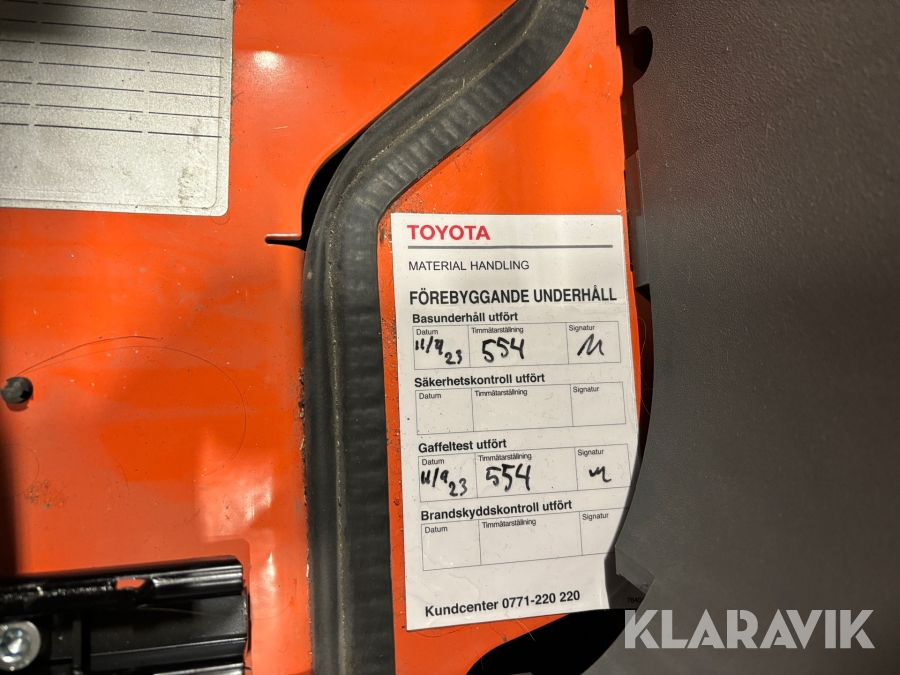 TOYOTA
MATERIAL HANDLING
FÖREBYGGANDE UNDERHÅLL
Basunderhåll utfört
Datum Timmätarställning Signatur
11/9 23 554
Säkerhetskontroll utfört
Datum Timmätarställning Signatur
Gaffeltest utfört
Datum Timmätarställning Signatur
11/9 23 554
Brandskyddskontroll utfört
Datum Timmätarställning Signatur
Kundcenter 0771-220 220
KLARAVIK